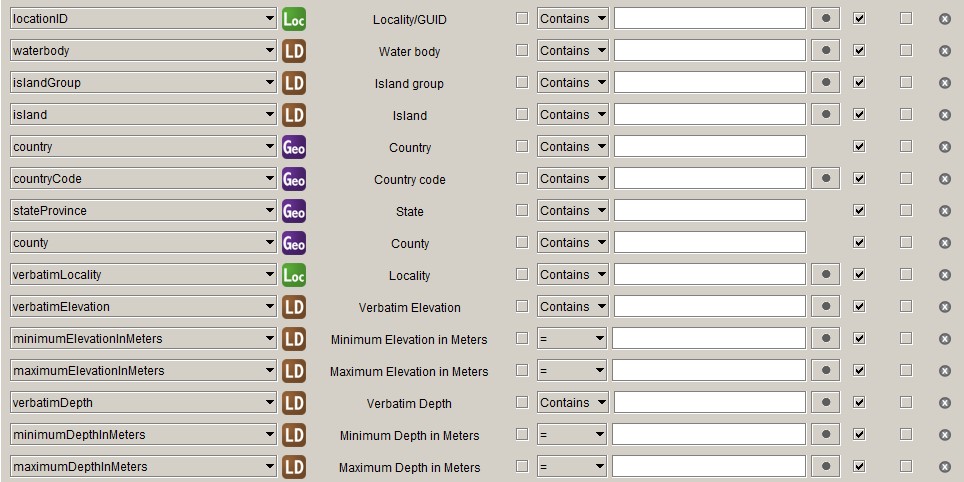 locationID Loc Locality/GUID Contains
waterbody LD Water body Contains
islandGroup LD Island group Contains
island LD Island Contains
country Geo Country Contains
countryCode Geo Country code Contains
stateProvince Geo State Contains
county Geo County Contains
verbatimLocality Loc Locality Contains
verbatimElevation LD Verbatim Elevation Contains
minimumElevationInMeters LD Minimum Elevation in Meters =
maximumElevationInMeters LD Maximum Elevation in Meters =
verbatimDepth LD Verbatim Depth Contains
minimumDepthInMeters LD Minimum Depth in Meters =
maximumDepthInMeters LD Maximum Depth in Meters =